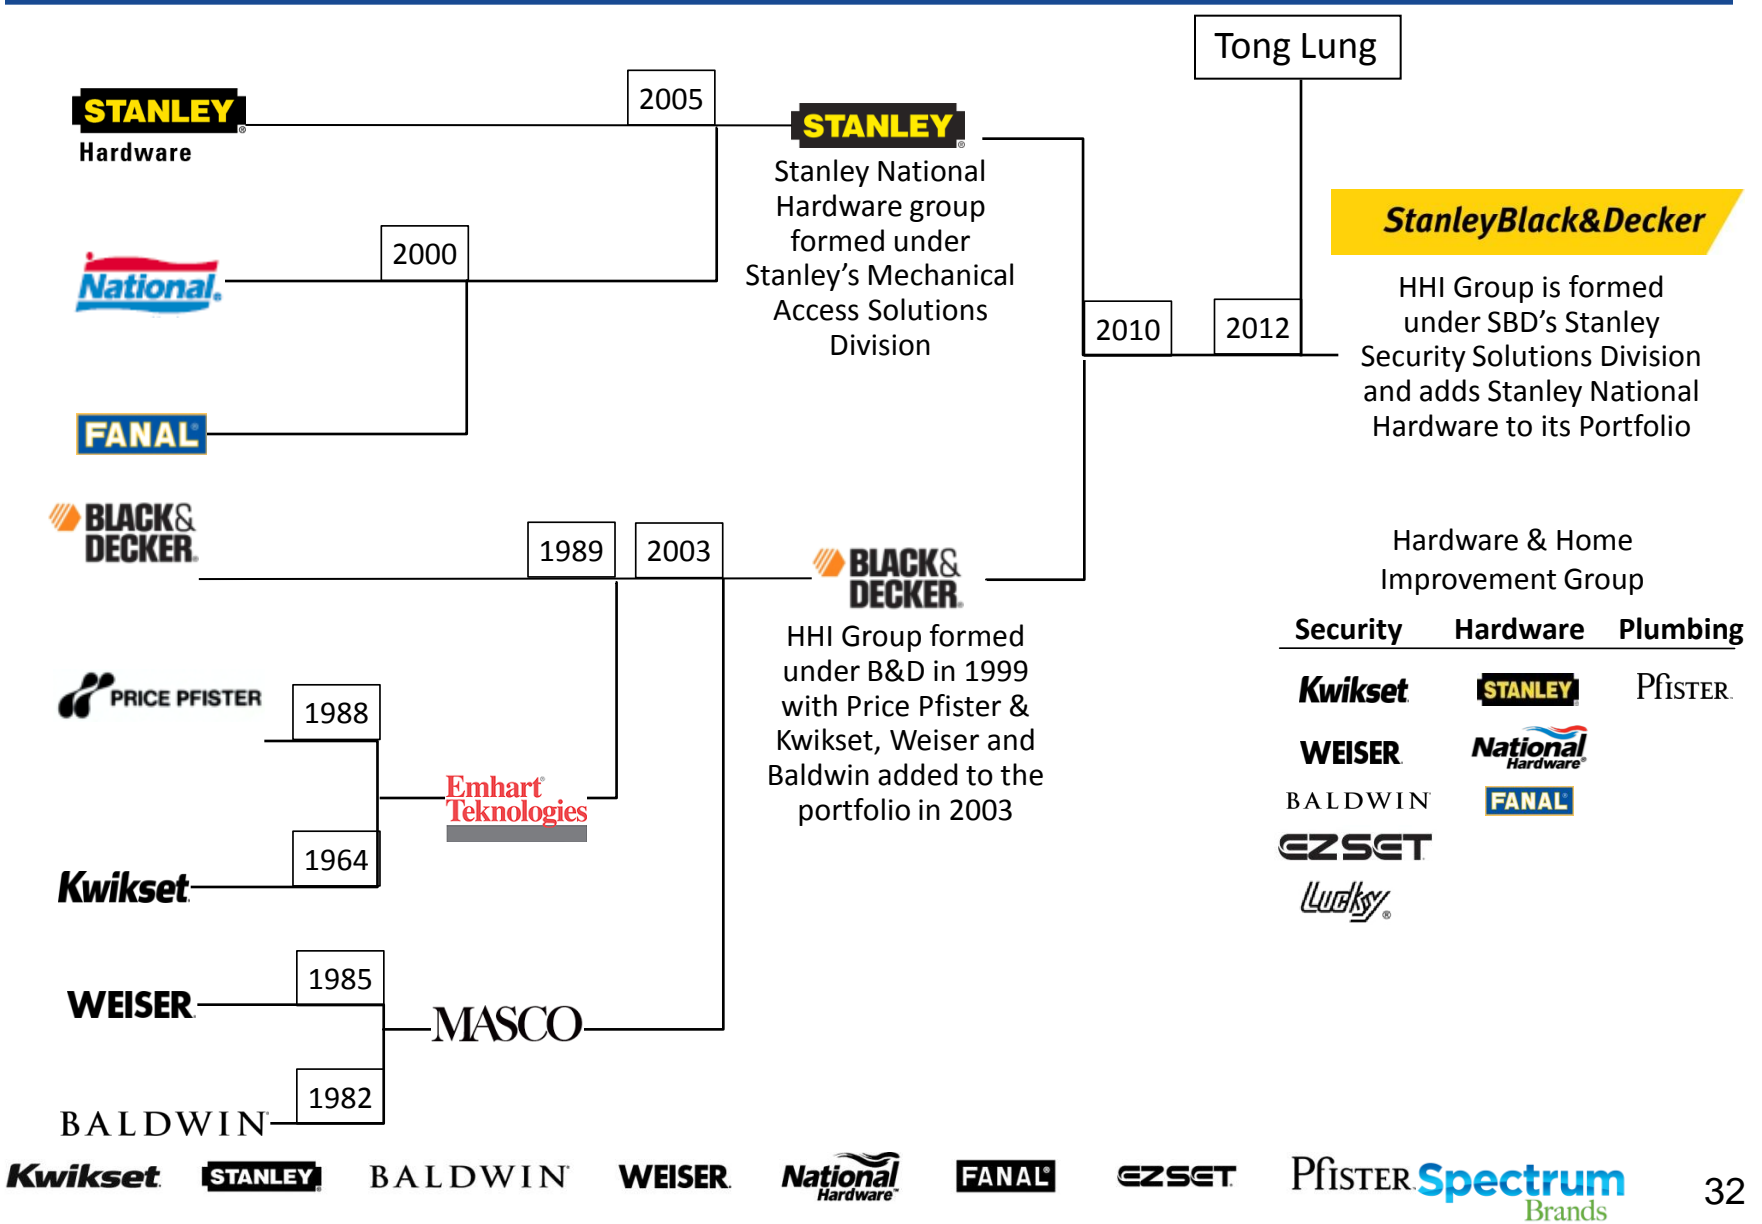 Tong Lung
STANLEY®
Hardware
2005
STANLEY®
Stanley National
Hardware group
formed under
Stanley's Mechanical
Access Solutions
Division
National®
2000
FANAL®
2010
2012
StanleyBlack&Decker
HHI Group is formed
under SBD's Stanley
Security Solutions Division
and adds Stanley National
Hardware to its Portfolio
BLACK&
DECKER®
1989
2003
BLACK&
DECKER®
HHI Group formed
under B&D in 1999
with Price Pfister &
Kwikset, Weiser and
Baldwin added to the
portfolio in 2003
PRICE PFISTER
1988
Emhart®
Teknologies
1964
Kwikset
1985
WEISER
MASCO
1982
BALDWIN
Hardware & Home
Improvement Group
Security Hardware Plumbing
Kwikset STANLEY® PfISTER
WEISER National
Hardware®
BALDWIN FANAL®
EZSET
Lucky®
Kwikset STANLEY® BALDWIN WEISER National
Hardware™
FANAL® EZSET PfISTER Spectrum
Brands
32